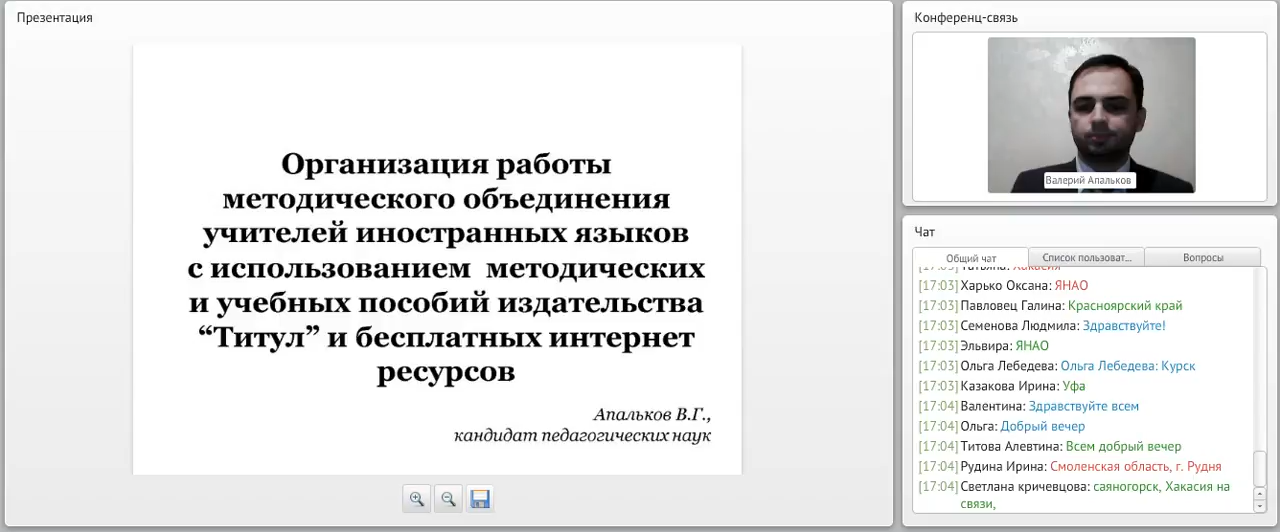 Презентация
Организация работы
методического объединения
учителей иностранных языков
с использованием методических
и учебных пособий издательства
“Титул” и бесплатных интернет
ресурсов
Апальков В.Г.,
кандидат педагогических наук
Конференц-связь
Валерий Апальков
Чат
Общий чат
Список пользоват...
Вопросы
[17:03] Татьяна: Хакасия
[17:03] Харько Оксана: ЯНАО
[17:03] Павловец Галина: Красноярский край
[17:03] Семенова Людмила: Здравствуйте!
[17:03] Эльвира: ЯНАО
[17:03] Ольга Лебедева: Ольга Лебедева: Курск
[17:03] Казакова Ирина: Уфа
[17:04] Валентина: Здравствуйте всем
[17:04] Ольга: Добрый вечер
[17:04] Титова Алевтина: Всем добрый вечер
[17:04] Рудина Ирина: Смоленская область, г. Рудня
[17:04] Светлана кричевцова: саяногорск, Хакасия на
связи,